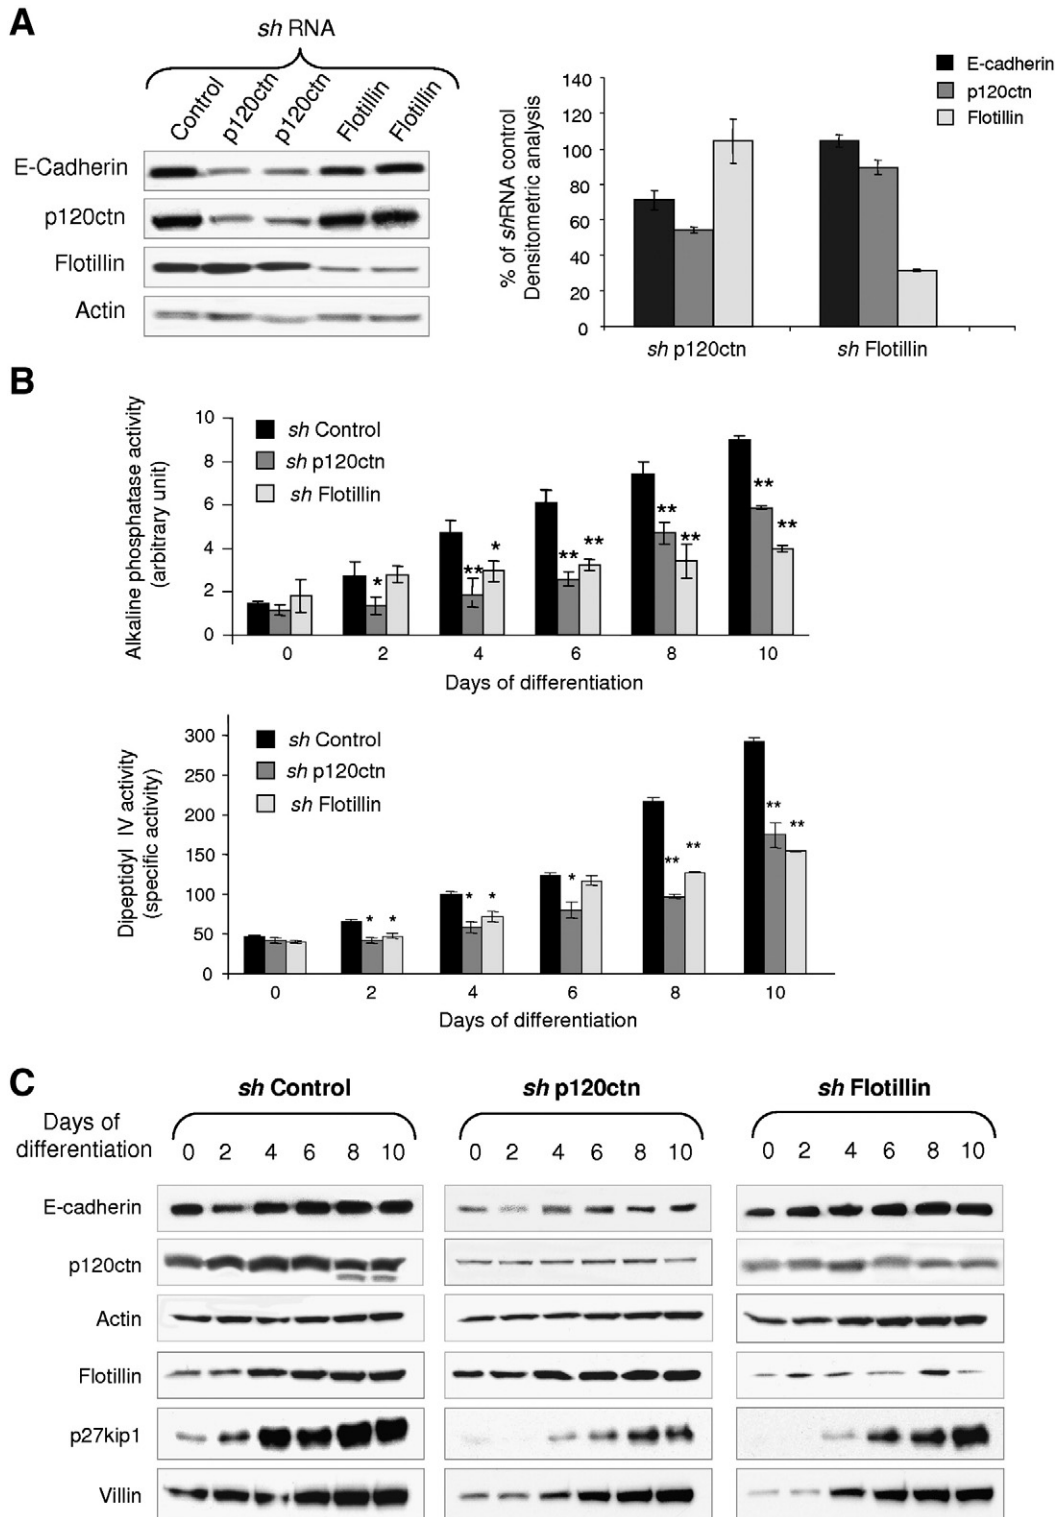 A
sh RNA
Control
p120ctn
p120ctn
Flotillin
Flotillin
E-Cadherin
p120ctn
Flotillin
Actin
% of shRNA control
Densitometric analysis
140
120
100
80
60
40
20
0
E-cadherin
p120ctn
Flotillin
sh p120ctn
sh Flotillin
B
Alkaline phosphatase activity
(arbitrary unit)
10
8
6
4
2
0
sh Control
sh p120ctn
sh Flotillin
*
** *
** **
** **
** **
0 2 4 6 8 10
Days of differentiation
Dipeptidyl IV activity
(specific activity)
300
250
200
150
100
50
0
sh Control
sh p120ctn
sh Flotillin
* *
* *
*
** **
** **
0 2 4 6 8 10
Days of differentiation
C
sh Control
sh p120ctn
sh Flotillin
Days of
differentiation
0 2 4 6 8 10
0 2 4 6 8 10
0 2 4 6 8 10
E-cadherin
p120ctn
Actin
Flotillin
p27kip1
Villin